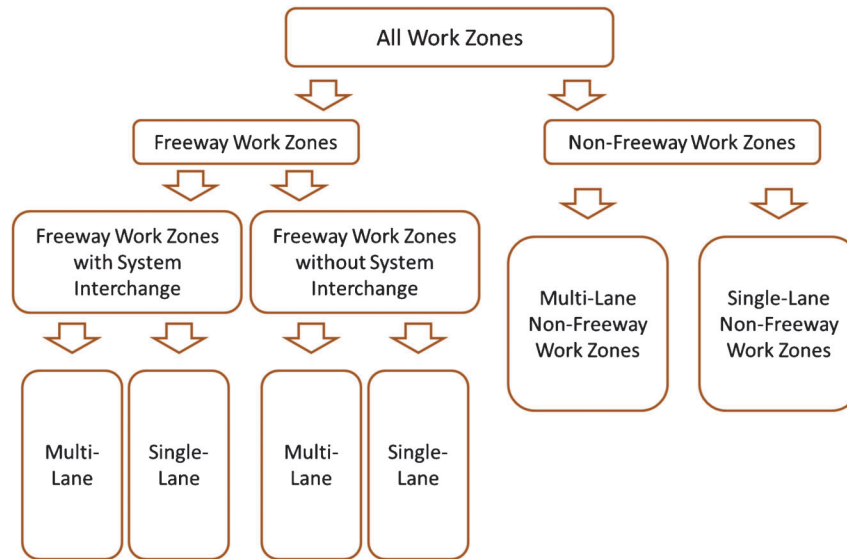 All Work Zones
Freeway Work Zones
Non-Freeway Work Zones
Freeway Work Zones
with System
Interchange
Freeway Work Zones
without System
Interchange
Multi-Lane
Non-Freeway
Work Zones
Single-Lane
Non-Freeway
Work Zones
Multi-
Lane
Single-
Lane
Multi-
Lane
Single-
Lane